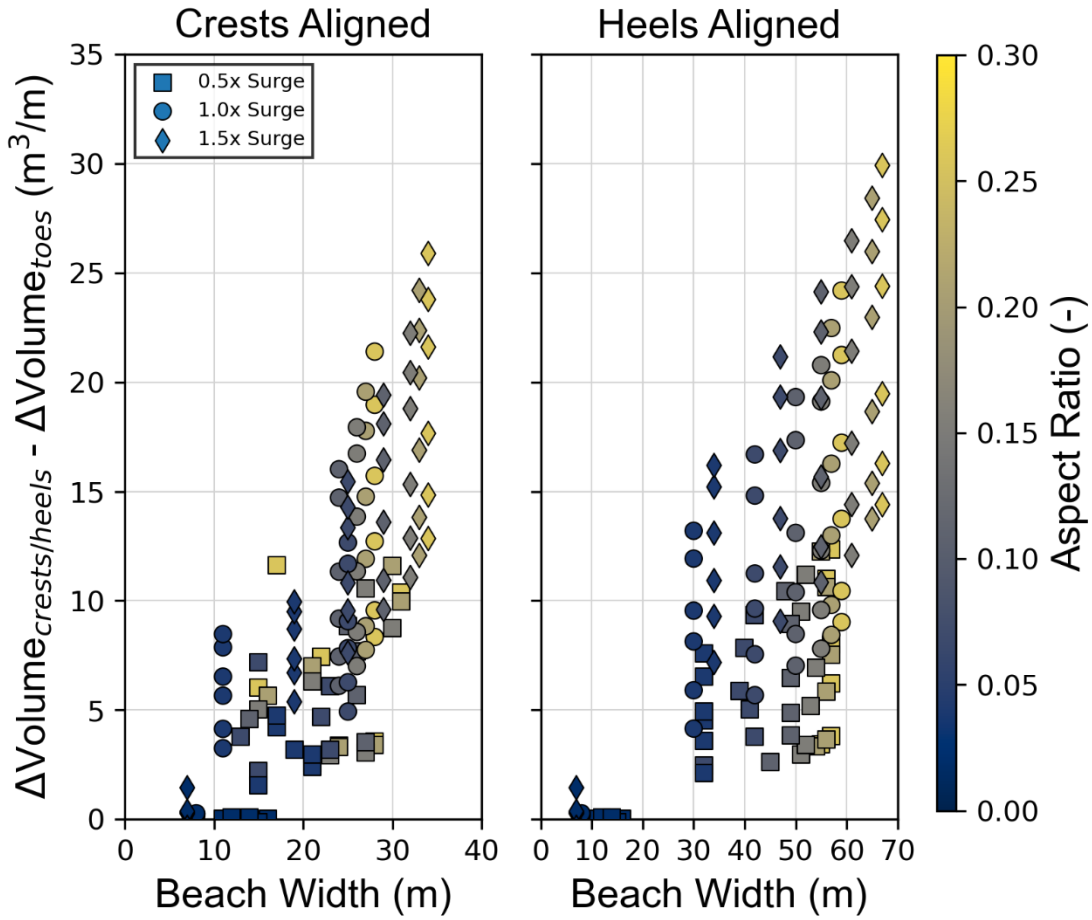 Crests Aligned
Heels Aligned
ΔVolume_crests/heels - ΔVolume_toes (m³/m)
35
30
25
20
15
10
5
0
0.5x Surge
1.0x Surge
1.5x Surge
0 10 20 30 40
0 10 20 30 40 50 60 70
Beach Width (m)
Beach Width (m)
0.30
0.25
0.20
0.15
0.10
0.05
0.00
Aspect Ratio (-)